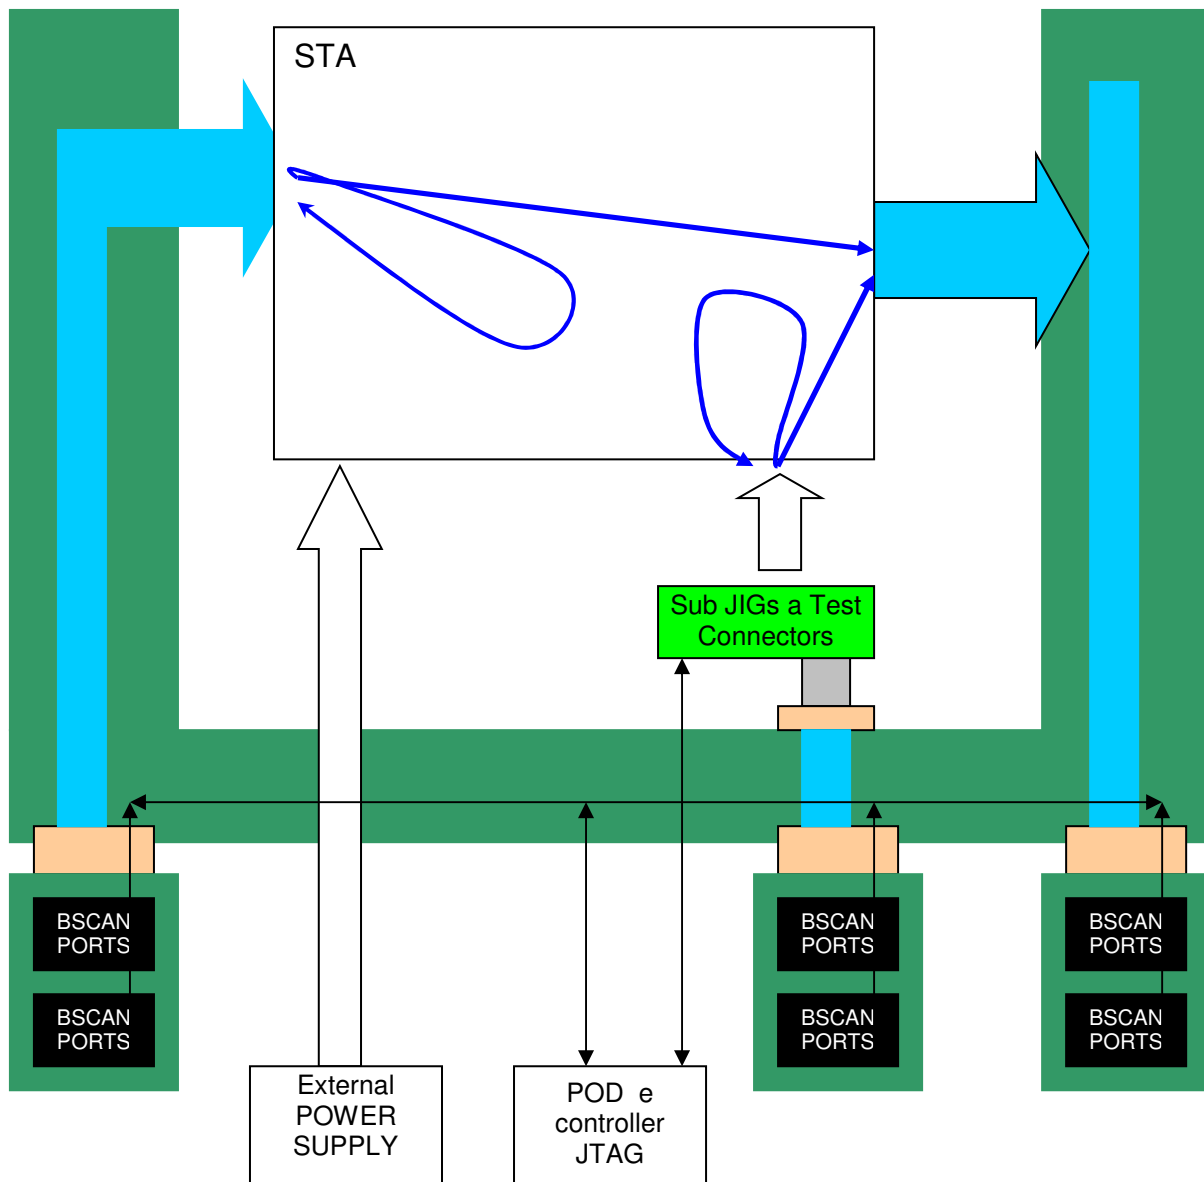 STA
Sub JIGs a Test
Connectors
BSCAN
PORTS
BSCAN
PORTS
BSCAN
PORTS
BSCAN
PORTS
BSCAN
PORTS
BSCAN
PORTS
External
POWER
SUPPLY
POD e
controller
JTAG